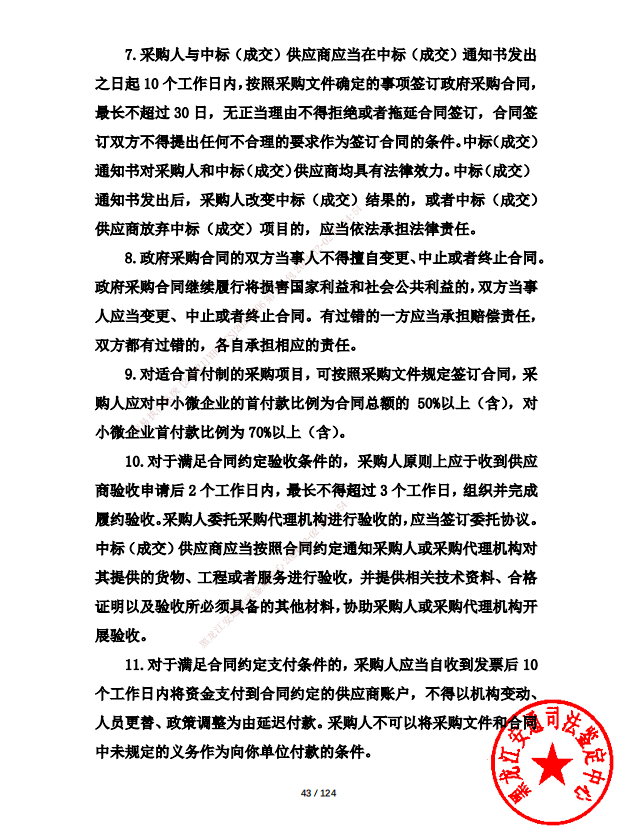 7.采购人与中标（成交）供应商应当在中标（成交）通知书发出
之日起 10 个工作日内，按照采购文件确定的事项签订政府采购合同，
最长不超过 30 日，无正当理由不得拒绝或者拖延合同签订，合同签
订双方不得提出任何不合理的要求作为签订合同的条件。中标（成交）
通知书对采购人和中标（成交）供应商均具有法律效力。中标（成交）
通知书发出后，采购人改变中标（成交）结果的，或者中标（成交）
供应商放弃中标（成交）项目的，应当依法承担法律责任。
8.政府采购合同的双方当事人不得擅自变更、中止或者终止合同。
政府采购合同继续履行将损害国家利益和社会公共利益的，双方当事
人应当变更、中止或者终止合同。有过错的一方应当承担赔偿责任，
双方都有过错的，各自承担相应的责任。
9.对适合首付制的采购项目，可按照采购文件规定签订合同，采
购人应对中小微企业的首付款比例为合同总额的 50%以上（含），对
小微企业首付款比例为 70%以上（含）。
10.对于满足合同约定验收条件的，采购人原则上应于收到供应
商验收申请后 2 个工作日内，最长不得超过 3 个工作日，组织并完成
履约验收。采购人委托采购代理机构进行验收的，应当签订委托协议。
中标（成交）供应商应当按照合同约定通知采购人或采购代理机构对
其提供的货物、工程或者服务进行验收，并提供相关技术资料、合格
证明以及验收所必须具备的其他材料，协助采购人或采购代理机构开
展验收。
11.对于满足合同约定支付条件的，采购人应当自收到发票后 10
个工作日内将资金支付到合同约定的供应商账户，不得以机构变动、
人员更替、政策调整为由延迟付款。采购人不可以将采购文件和合同
中未规定的义务作为向你单位付款的条件。
黑龙江安通司法鉴定中心
43 / 124